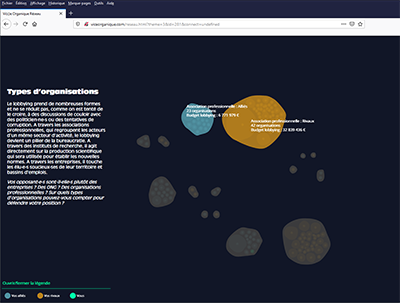 Fichier Édition Affichage Historique Marque-pages Outils Aide
Types d'organisations
Le lobbying prend de nombreuses formes
et ne se réduit pas, comme on est tenté de
le croire, à des discussions de couloir avec
des politicien·ne·s ou des tentatives de
corruption. A travers les associations
professionnelles, qui regroupent les acteurs
d'un même secteur d'activité, le lobbying
devient un pilier de la bureaucratie. A
travers les instituts de recherche, il agit
directement sur la production scientifique
qui sera utilisée pour établir les nouvelles
normes. A travers les entreprises, il touche
les élu·e·s soucieux·ses de leur territoire et
bassins d'emplois.
Vos opposant·e·s sont-il·elle·s plutôt des
entreprises ? Des ONG ? Des organisations
professionnelles ? Sur quels types
d'organisations pouvez-vous compter pour
défendre votre position ?
Association professionnelle : Alliés
organisations
Budget lobbying :
Association professionnelle : Rivaux
42 organisations
Budget lobbying : 32 839 436 €
Ouvrir/fermer la légende
Vos alliés
Vos rivaux
Vous